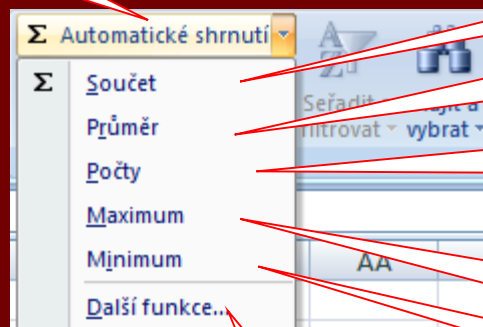 Σ Automatické shrnutí
Σ Součet
Průměr
Počty
Maximum
Minimum
Další funkce...
Seřadit
filtrovat vybrat
AA